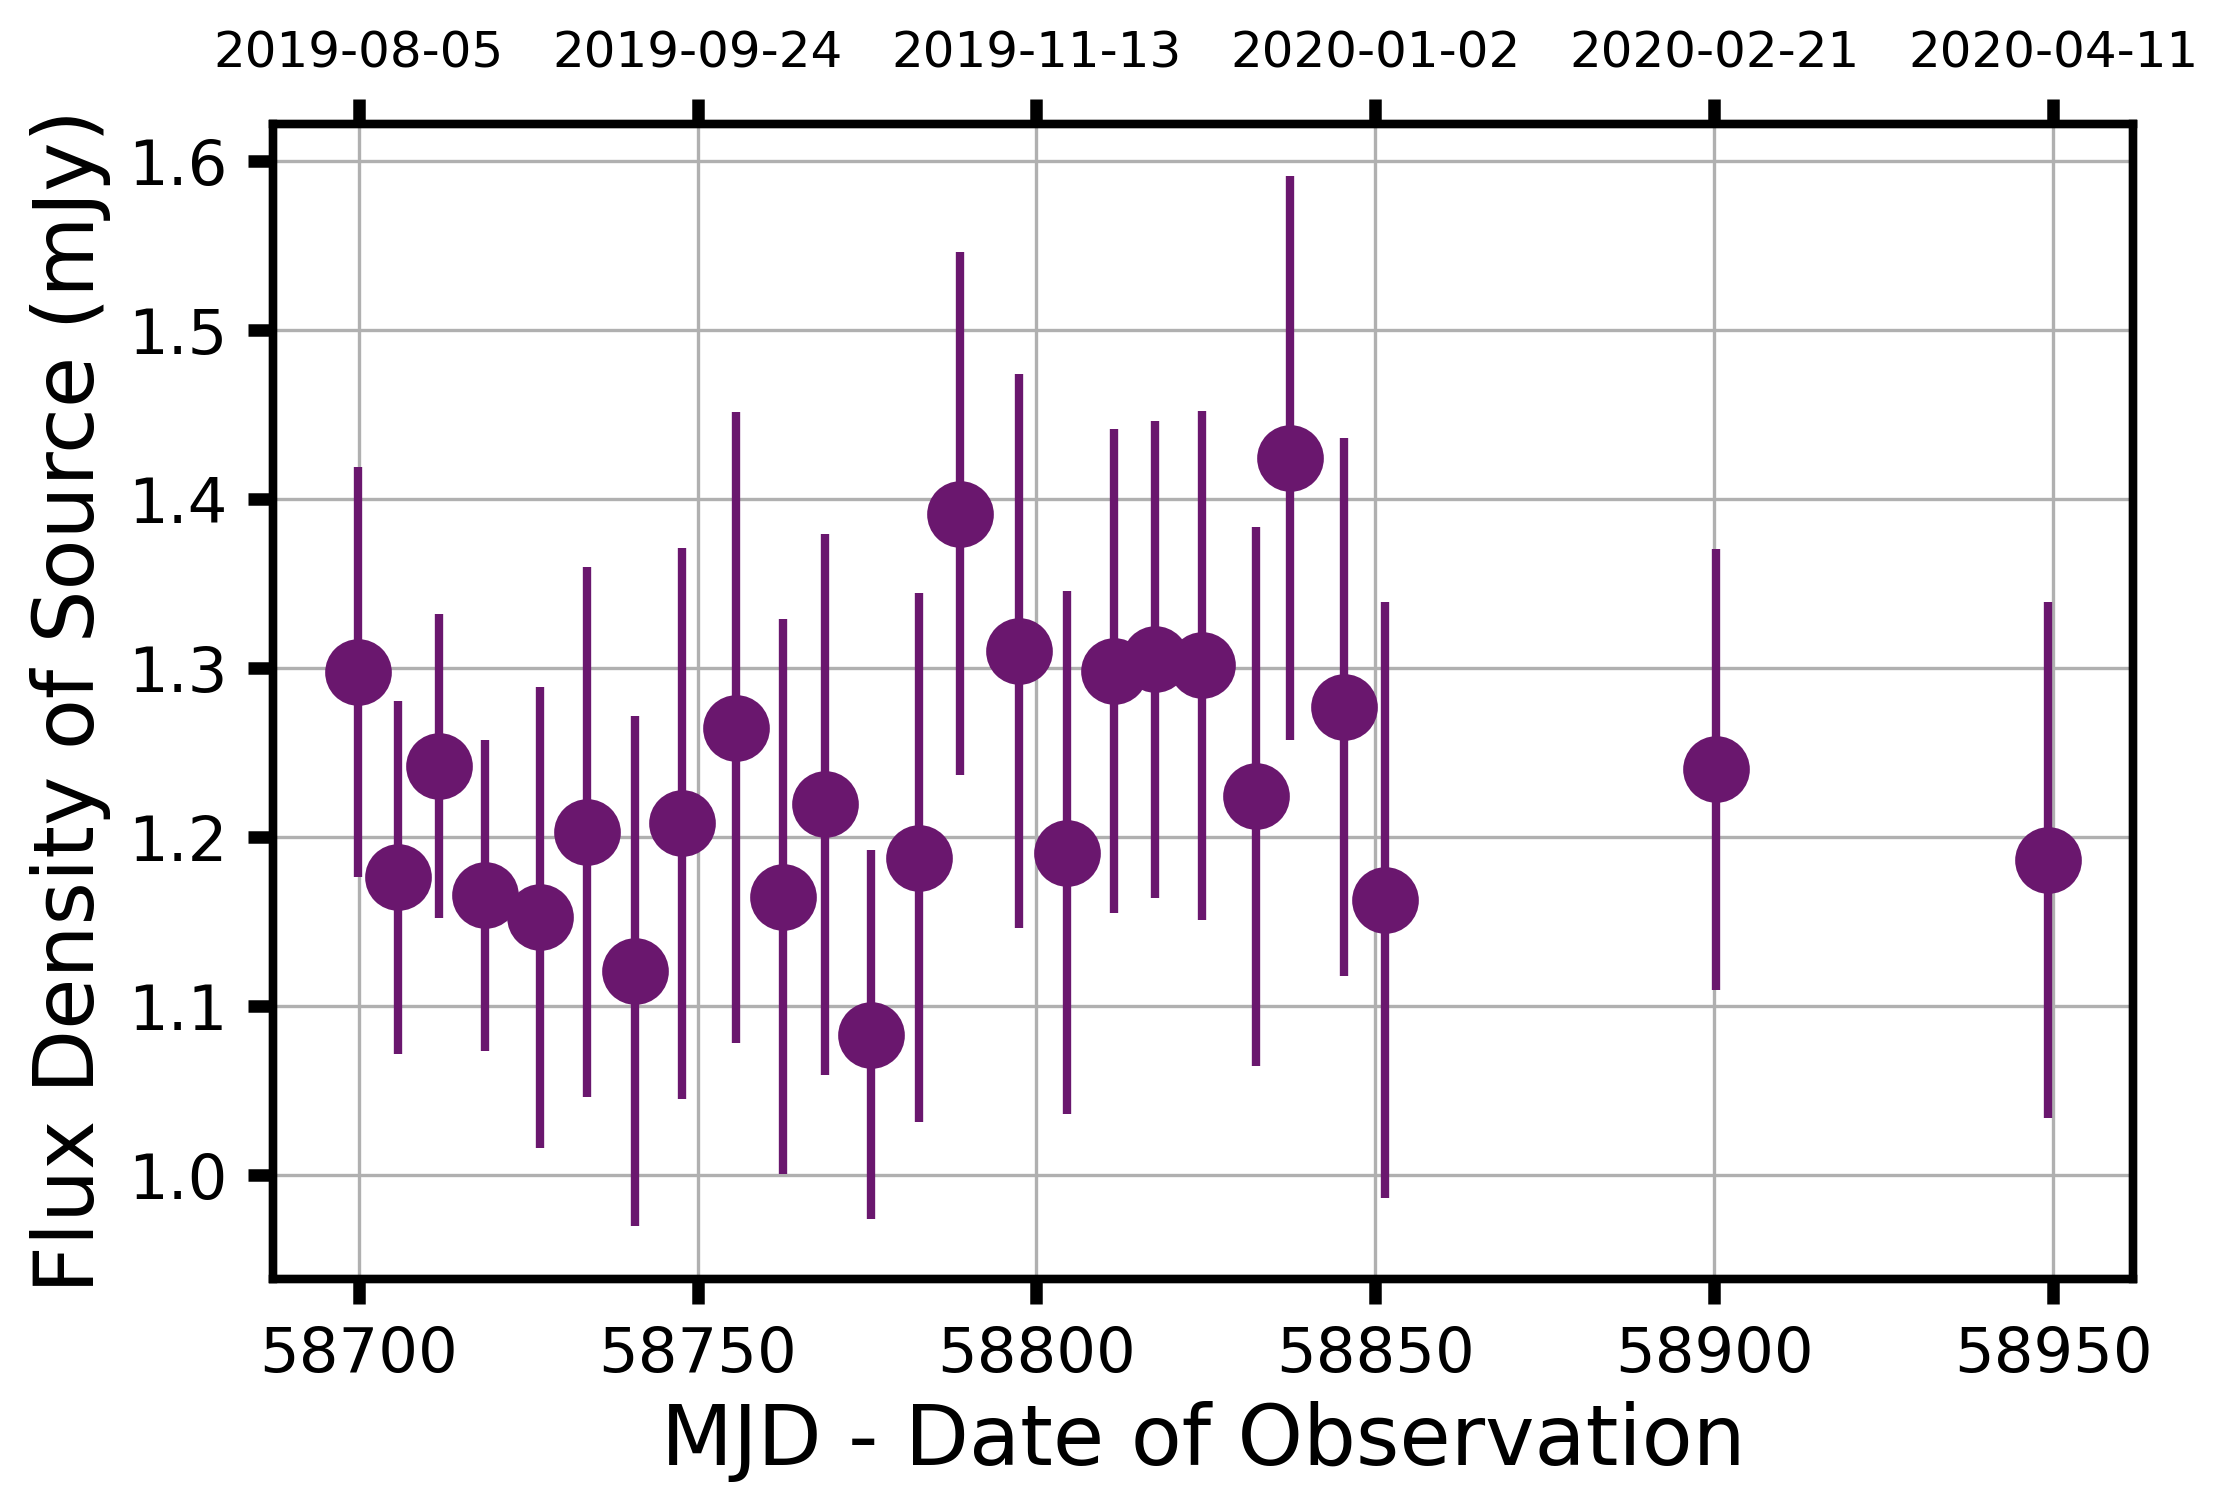 2019-08-05 2019-09-24 2019-11-13 2020-01-02 2020-02-21 2020-04-11
Flux Density of Source (mJy)
1.6
1.5
1.4
1.3
1.2
1.1
1.0
58700 58750 58800 58850 58900 58950
MJD - Date of Observation